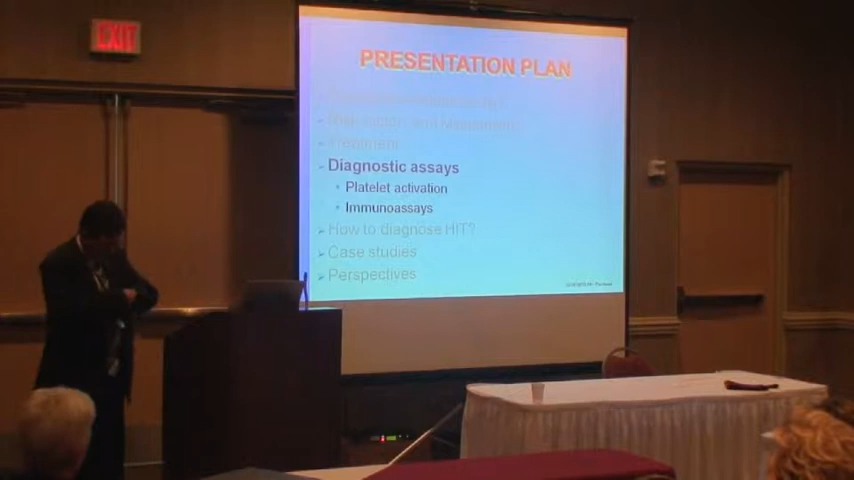 EXIT
PRESENTATION PLAN
Treatment
Diagnostic assays
Platelet activation
Immunoassays
How to diagnose HIT?
Case studies
Perspectives